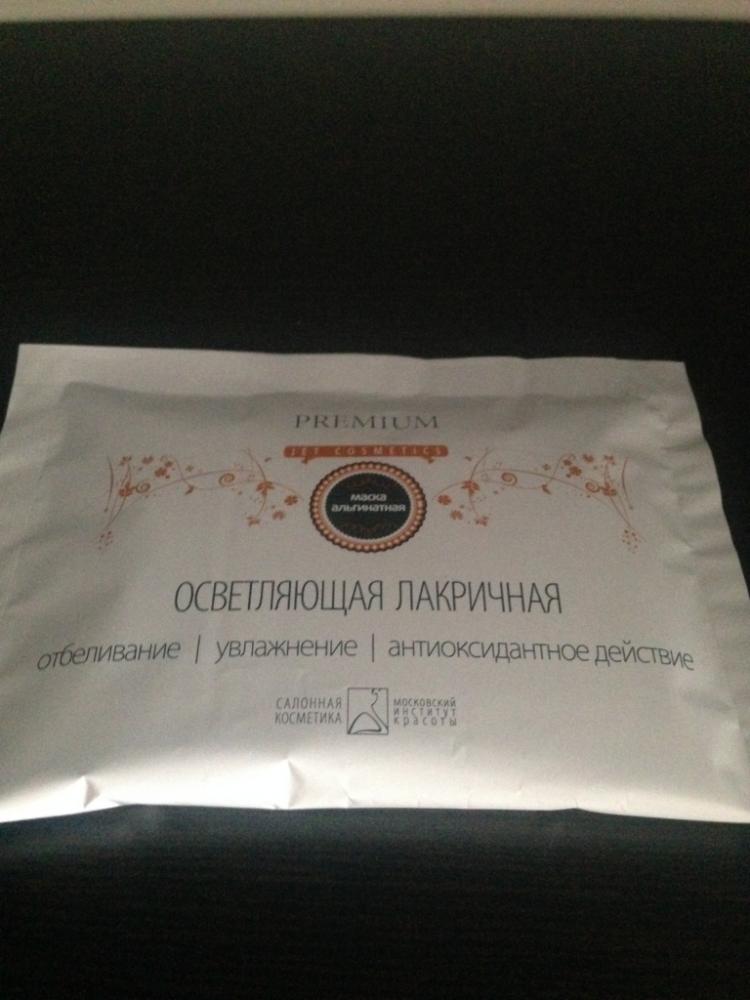 PREMIUM
JET COSMETICS
маска
альгинатная
ОСВЕТЛЯЮЩАЯ ЛАКРИЧНАЯ
отбеливание | увлажнение | антиоксидантное действие
САЛОННАЯ
КОСМЕТИКА
МОСКОВСКИЙ
ИНСТИТУТ
красоты